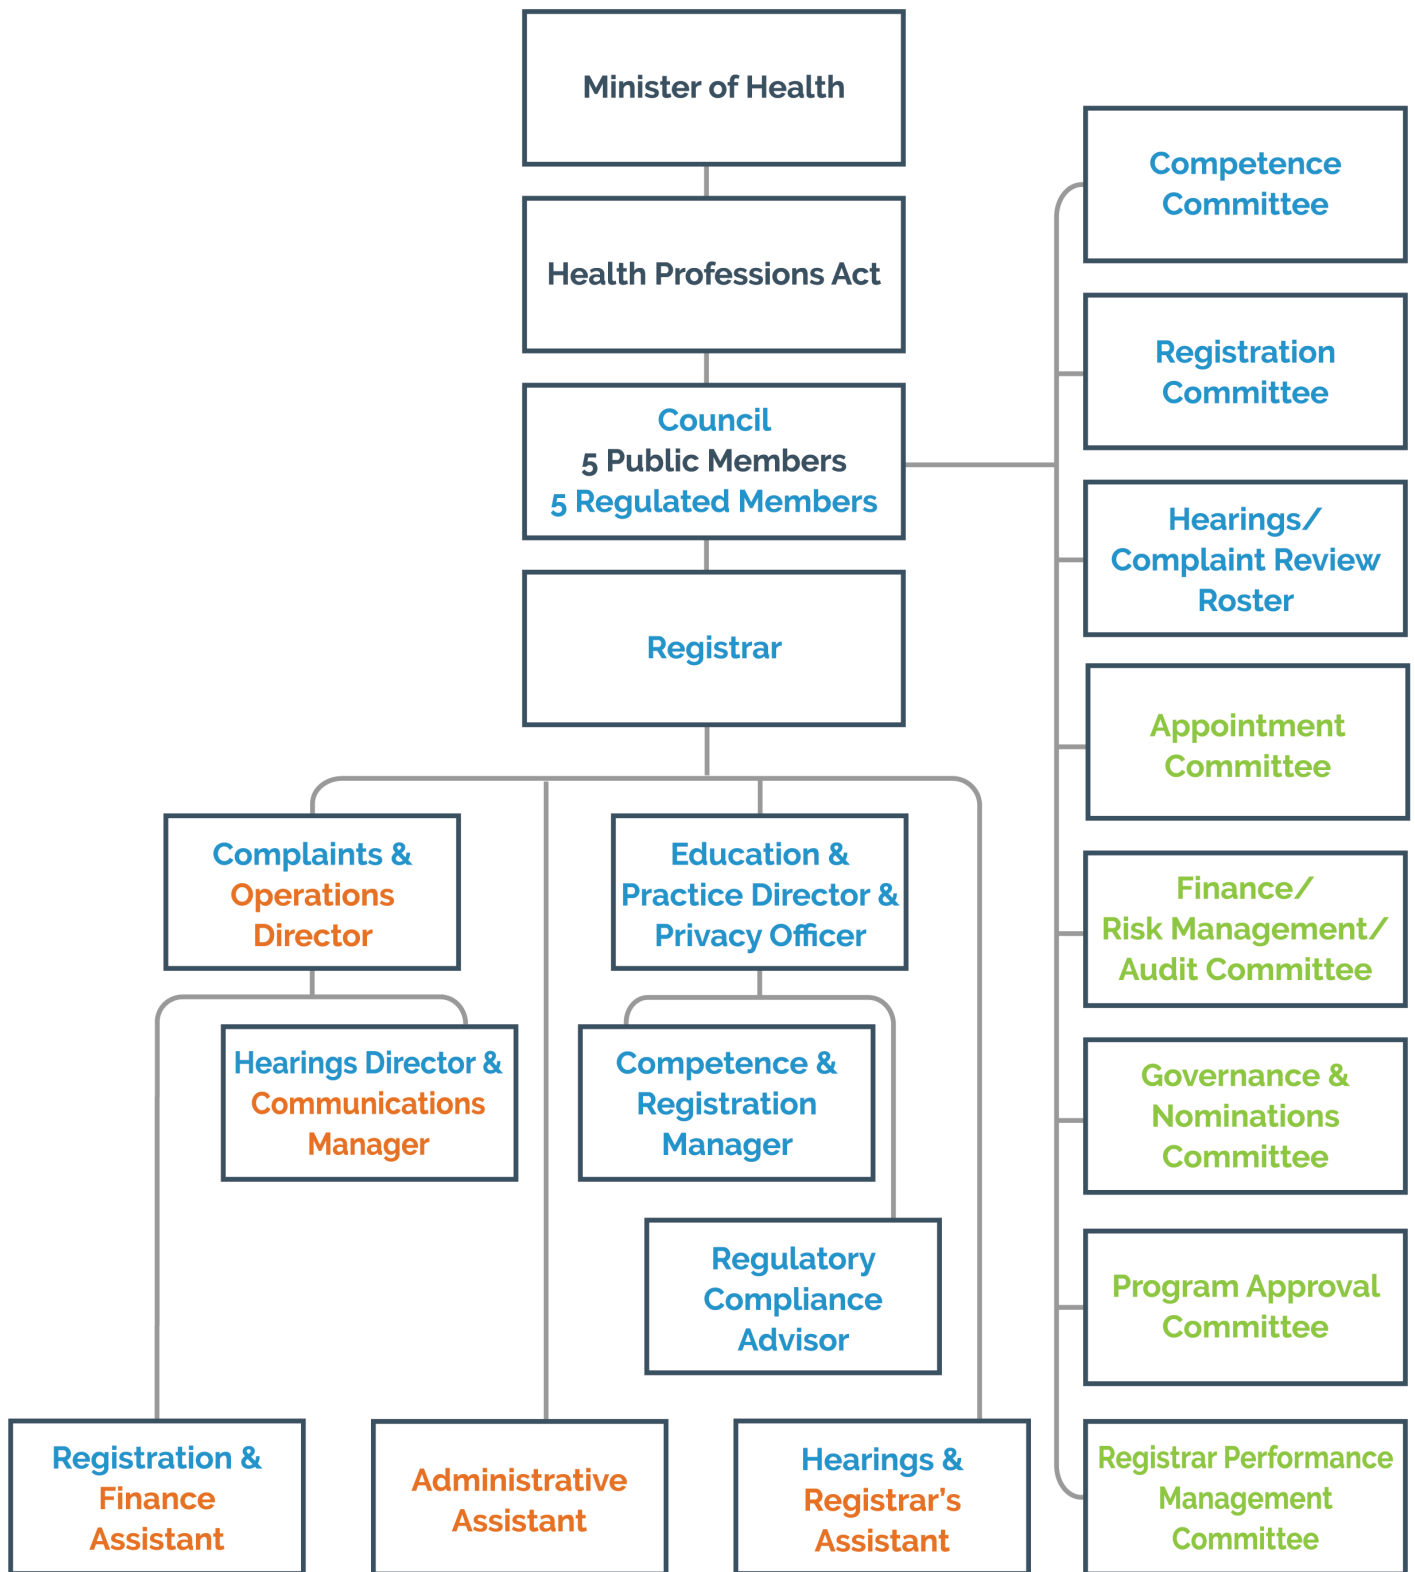 Minister of Health
Health Professions Act
Council
5 Public Members
5 Regulated Members
Registrar
Complaints &
Operations
Director
Education &
Practice Director &
Privacy Officer
Hearings Director &
Communications
Manager
Competence &
Registration
Manager
Regulatory
Compliance
Advisor
Registration &
Finance
Assistant
Administrative
Assistant
Hearings &
Registrar's
Assistant
Competence
Committee
Registration
Committee
Hearings/
Complaint Review
Roster
Appointment
Committee
Finance/
Risk Management/
Audit Committee
Governance &
Nominations
Committee
Program Approval
Committee
Registrar Performance
Management
Committee